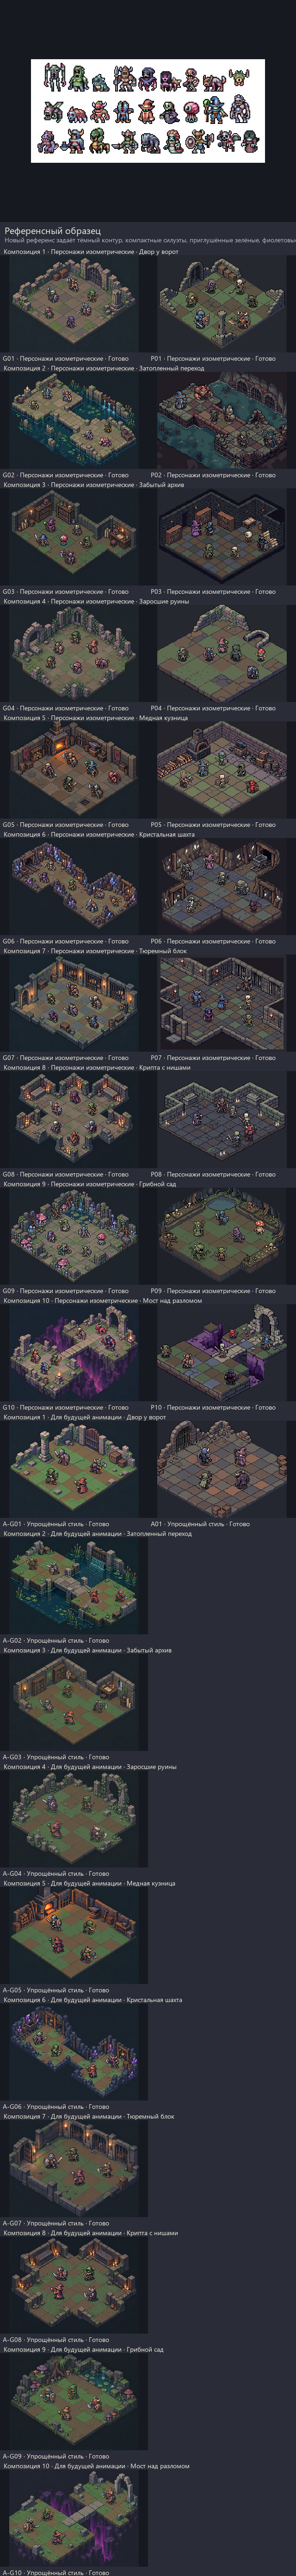 Референсный образец
Новый референс задаёт тёмный контур, компактные силуэты, приглушённые зелёные, фиолетовы
Композиция 1 · Персонажи изометрические · Двор у ворот
G01 · Персонажи изометрические · Готово
P01 · Персонажи изометрические · Готово
Композиция 2 · Персонажи изометрические · Затопленный переход
G02 · Персонажи изометрические · Готово
P02 · Персонажи изометрические · Готово
Композиция 3 · Персонажи изометрические · Забытый архив
G03 · Персонажи изометрические · Готово
P03 · Персонажи изометрические · Готово
Композиция 4 · Персонажи изометрические · Заросшие руины
G04 · Персонажи изометрические · Готово
P04 · Персонажи изометрические · Готово
Композиция 5 · Персонажи изометрические · Медная кузница
G05 · Персонажи изометрические · Готово
P05 · Персонажи изометрические · Готово
Композиция 6 · Персонажи изометрические · Кристальная шахта
G06 · Персонажи изометрические · Готово
P06 · Персонажи изометрические · Готово
Композиция 7 · Персонажи изометрические · Тюремный блок
G07 · Персонажи изометрические · Готово
P07 · Персонажи изометрические · Готово
Композиция 8 · Персонажи изометрические · Крипта с нишами
G08 · Персонажи изометрические · Готово
P08 · Персонажи изометрические · Готово
Композиция 9 · Персонажи изометрические · Грибной сад
G09 · Персонажи изометрические · Готово
P09 · Персонажи изометрические · Готово
Композиция 10 · Персонажи изометрические · Мост над разломом
G10 · Персонажи изометрические · Готово
P10 · Персонажи изометрические · Готово
Композиция 1 · Для будущей анимации · Двор у ворот
A-G01 · Упрощённый стиль · Готово
A01 · Упрощённый стиль · Готово
Композиция 2 · Для будущей анимации · Затопленный переход
A-G02 · Упрощённый стиль · Готово
Композиция 3 · Для будущей анимации · Забытый архив
A-G03 · Упрощённый стиль · Готово
Композиция 4 · Для будущей анимации · Заросшие руины
A-G04 · Упрощённый стиль · Готово
Композиция 5 · Для будущей анимации · Медная кузница
A-G05 · Упрощённый стиль · Готово
Композиция 6 · Для будущей анимации · Кристальная шахта
A-G06 · Упрощённый стиль · Готово
Композиция 7 · Для будущей анимации · Тюремный блок
A-G07 · Упрощённый стиль · Готово
Композиция 8 · Для будущей анимации · Крипта с нишами
A-G08 · Упрощённый стиль · Готово
Композиция 9 · Для будущей анимации · Грибной сад
A-G09 · Упрощённый стиль · Готово
Композиция 10 · Для будущей анимации · Мост над разломом
A-G10 · Упрощённый стиль · Готово